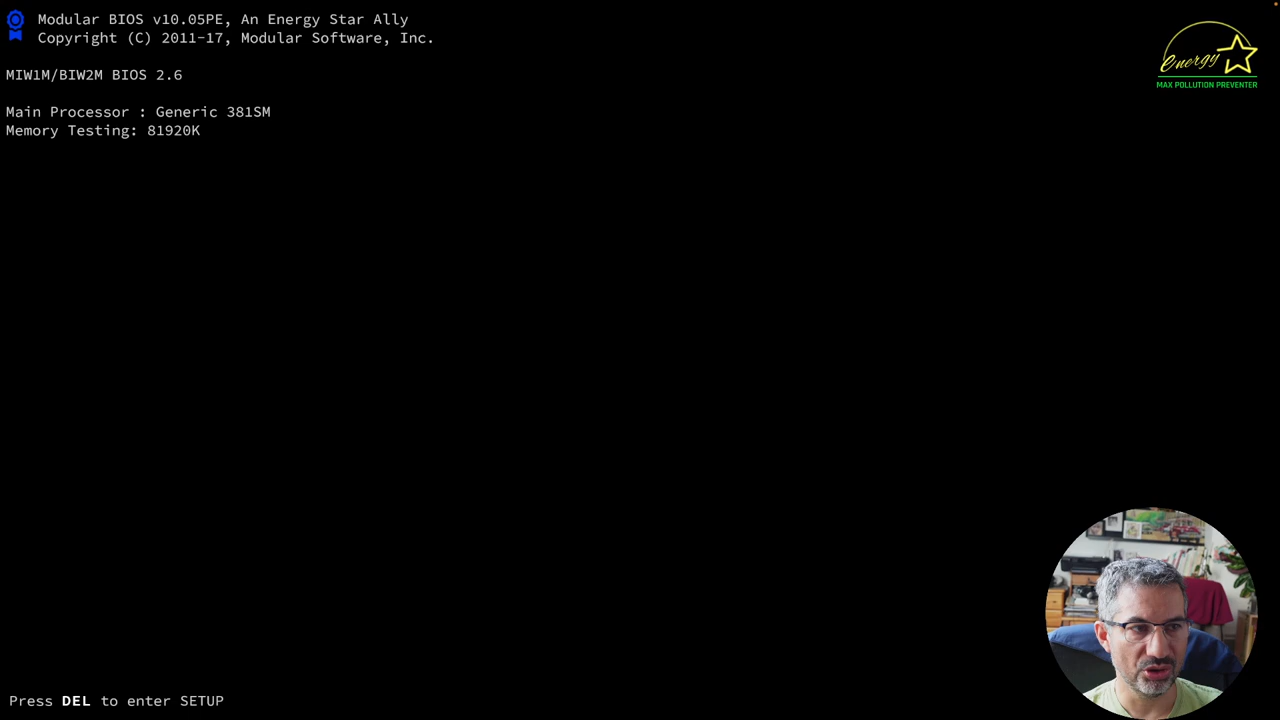 Modular BIOS v10.05PE, An Energy Star Ally
Copyright (C) 2011-17, Modular Software, Inc.
energy
MAX POLLUTION PREVENTER
MIW1M/BIW2M BIOS 2.6
Main Processor : Generic 381SM
Memory Testing: 81920K
Press DEL to enter SETUP